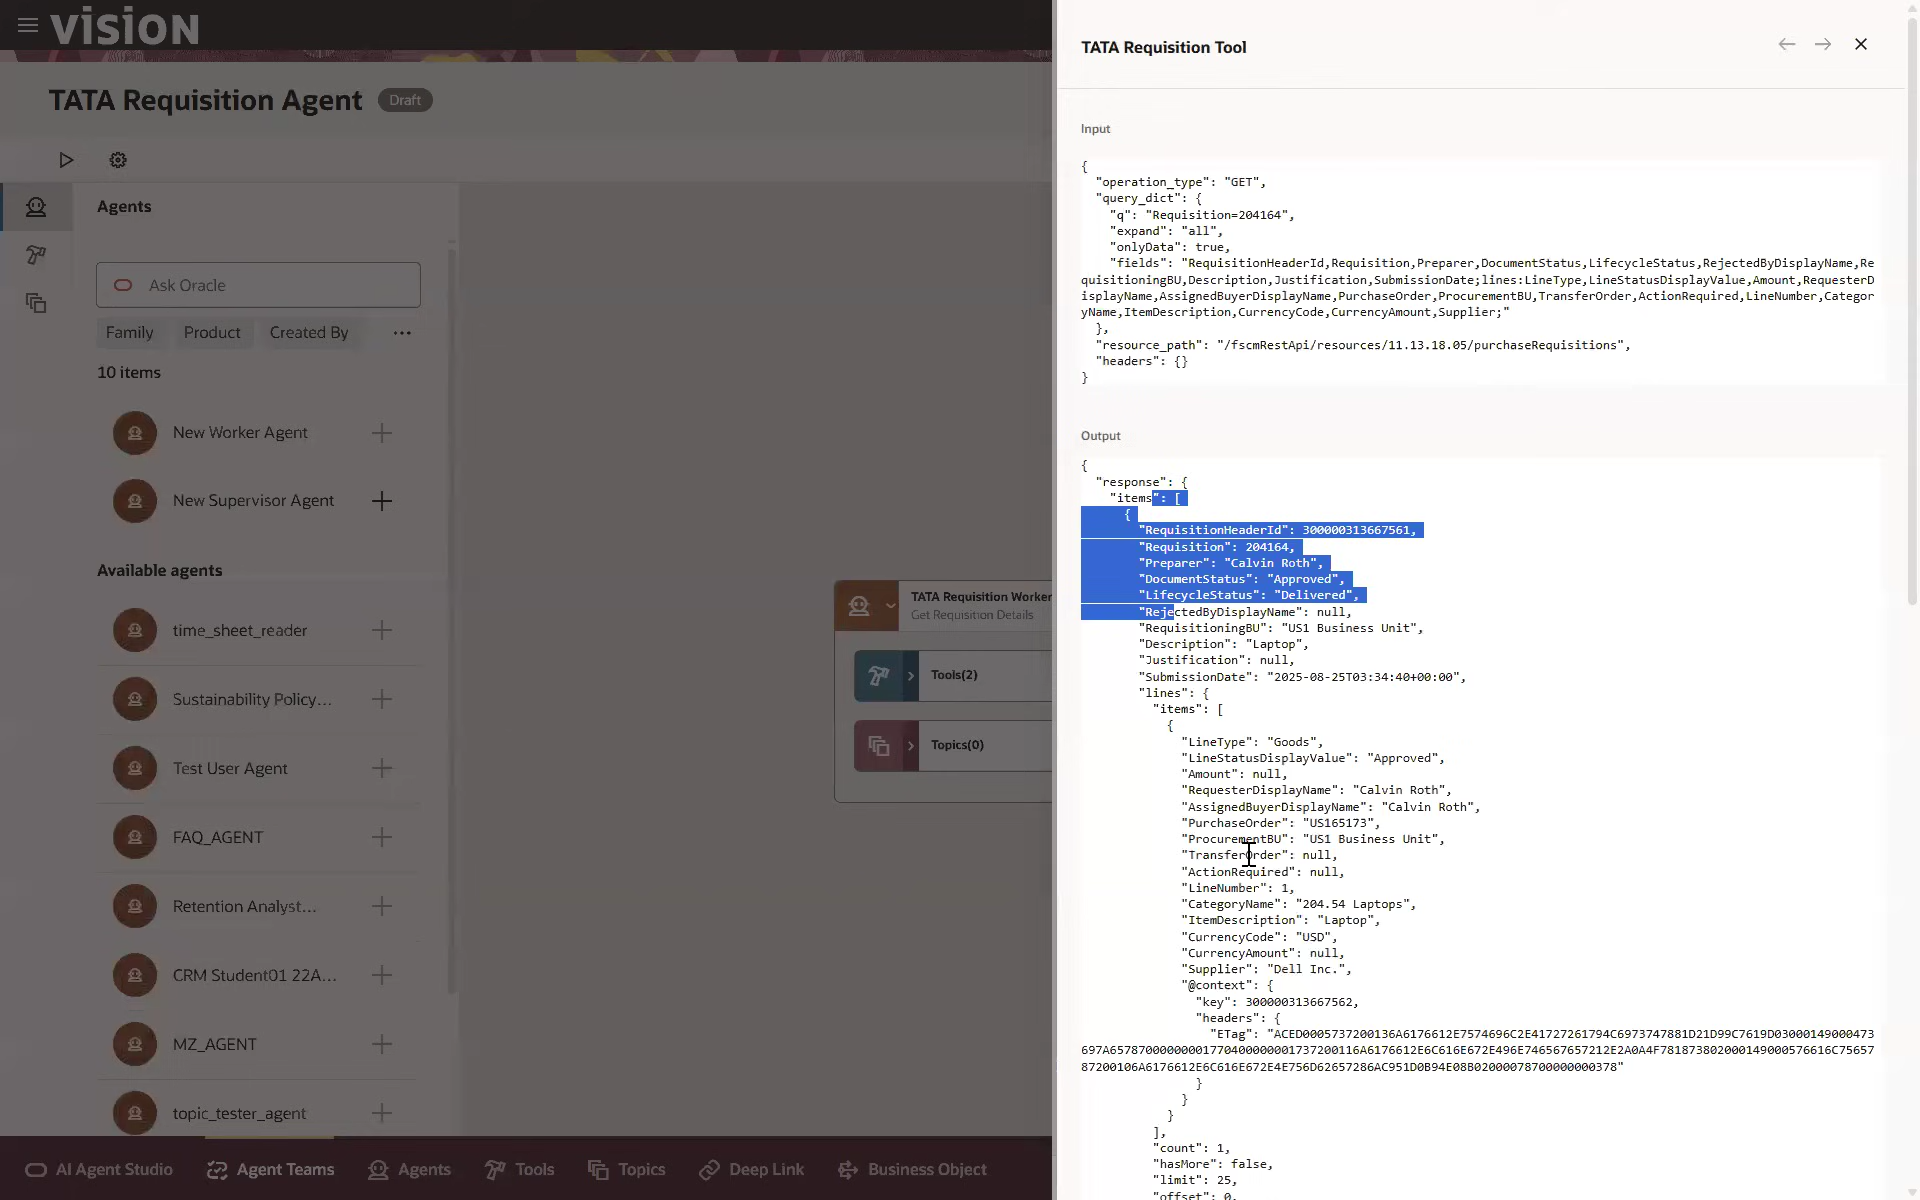 vision
TATA Requisition Agent
Draft
Agents
Ask Oracle
Family
Product
Created By
...
10 items
New Worker Agent
New Supervisor Agent
Available agents
time_sheet_reader
Sustainability Policy...
Test User Agent
FAQ_AGENT
Retention Analyst...
CRM Student01 22A...
MZ_AGENT
topic_tester_agent
TATA Requisition Worker
Get Requisition Details
Tools(2)
Topics(0)
AI Agent Studio
Agent Teams
Agents
Tools
Topics
Deep Link
Business Object
TATA Requisition Tool
Input
{
"operation_type": "GET",
"query_dict": {
"q": "Requisition=204164",
"expand": "all",
"onlyData": true,
"fields": "RequisitionHeaderId,Requisition,Preparer,DocumentStatus,LifecycleStatus,RejectedByDisplayName,Re
quisitioningBU,Description,Justification,SubmissionDate;lines:LineType,LineStatusDisplayValue,Amount,RequesterD
isplayName,AssignedBuyerDisplayName,PurchaseOrder,ProcurementBU,TransferOrder,ActionRequired,LineNumber,Categor
yName,ItemDescription,CurrencyCode,CurrencyAmount,Supplier;"
},
"resource_path": "/fscmRestApi/resources/11.13.18.05/purchaseRequisitions",
"headers": {}
}
Output
{
"response": {
"items": [
{
"RequisitionHeaderId": 300000313667561,
"Requisition": 204164,
"Preparer": "Calvin Roth",
"DocumentStatus": "Approved",
"LifecycleStatus": "Delivered",
"RejectedByDisplayName": null,
"RequisitioningBU": "US1 Business Unit",
"Description": "Laptop",
"Justification": null,
"SubmissionDate": "2025-08-25T03:34:40+00:00",
"lines": {
"items": [
{
"LineType": "Goods",
"LineStatusDisplayValue": "Approved",
"Amount": null,
"RequesterDisplayName": "Calvin Roth",
"AssignedBuyerDisplayName": "Calvin Roth",
"PurchaseOrder": "US165173",
"ProcurementBU": "US1 Business Unit",
"TransferOrder": null,
"ActionRequired": null,
"LineNumber": 1,
"CategoryName": "204.54 Laptops",
"ItemDescription": "Laptop",
"CurrencyCode": "USD",
"CurrencyAmount": null,
"Supplier": "Dell Inc.",
"@context": {
"key": 300000313667562,
"headers": {
"ETag":
}
}
}
],
"count": 1,
"hasMore": false,
"limit": 25,
"offset": 0,